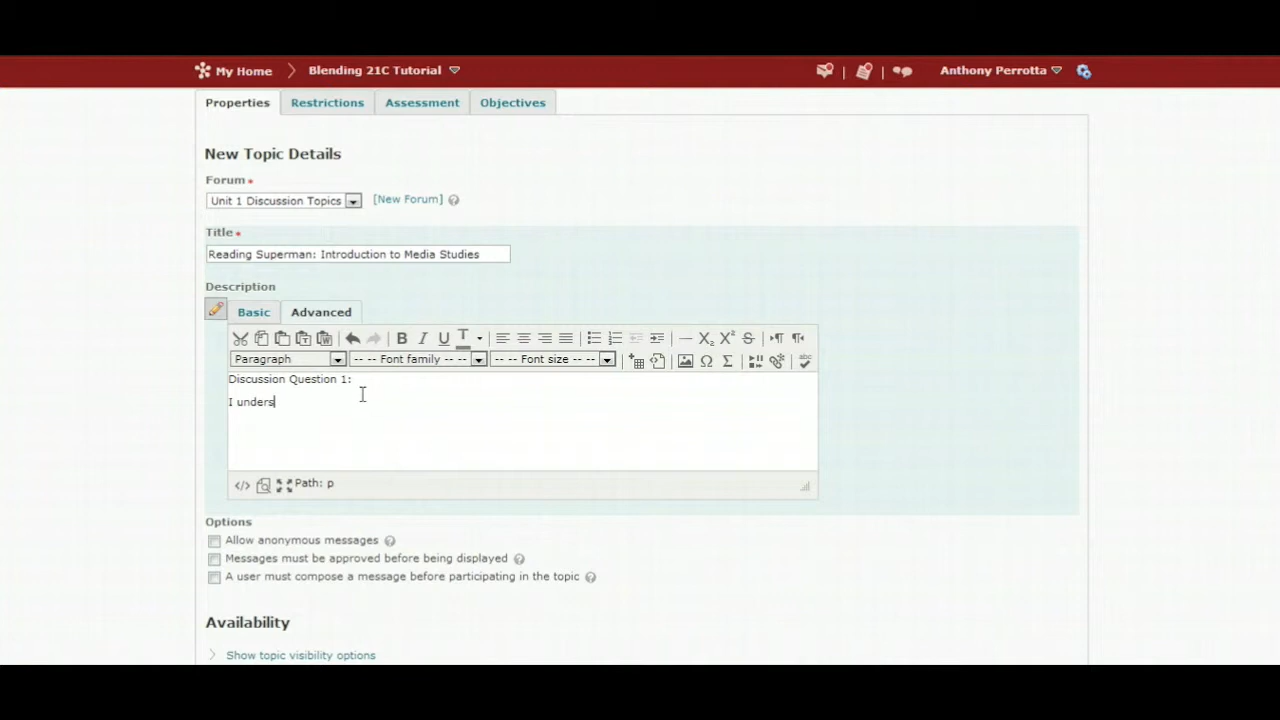 My Home Blending 21C Tutorial Anthony Perrotta
Properties Restrictions Assessment Objectives
New Topic Details
Forum *
Unit 1 Discussion Topics [New Forum] ?
Title *
Reading Superman: Introduction to Media Studies
Description
Basic Advanced
B I U T X₂ X² S Ω Σ abc
Paragraph -- -- Font family -- -- -- -- Font size -- --
Discussion Question 1:
I unders
Path: p
Options
Allow anonymous messages ?
Messages must be approved before being displayed ?
A user must compose a message before participating in the topic ?
Availability
Show topic visibility options